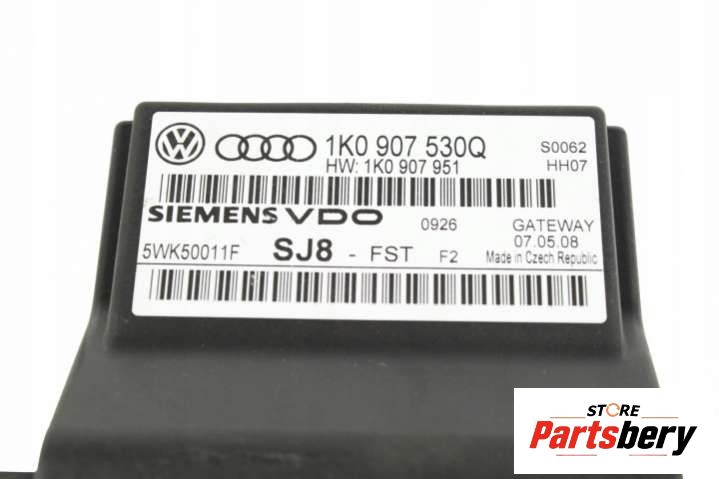 1K0 907 530Q
S0062
HW: 1K0 907 951
HH07
SIEMENS VDO
0926
GATEWAY
07.05.08
5WK50011F
SJ8 - FST
F2
Made in Czech Republic
STORE
Partsbery